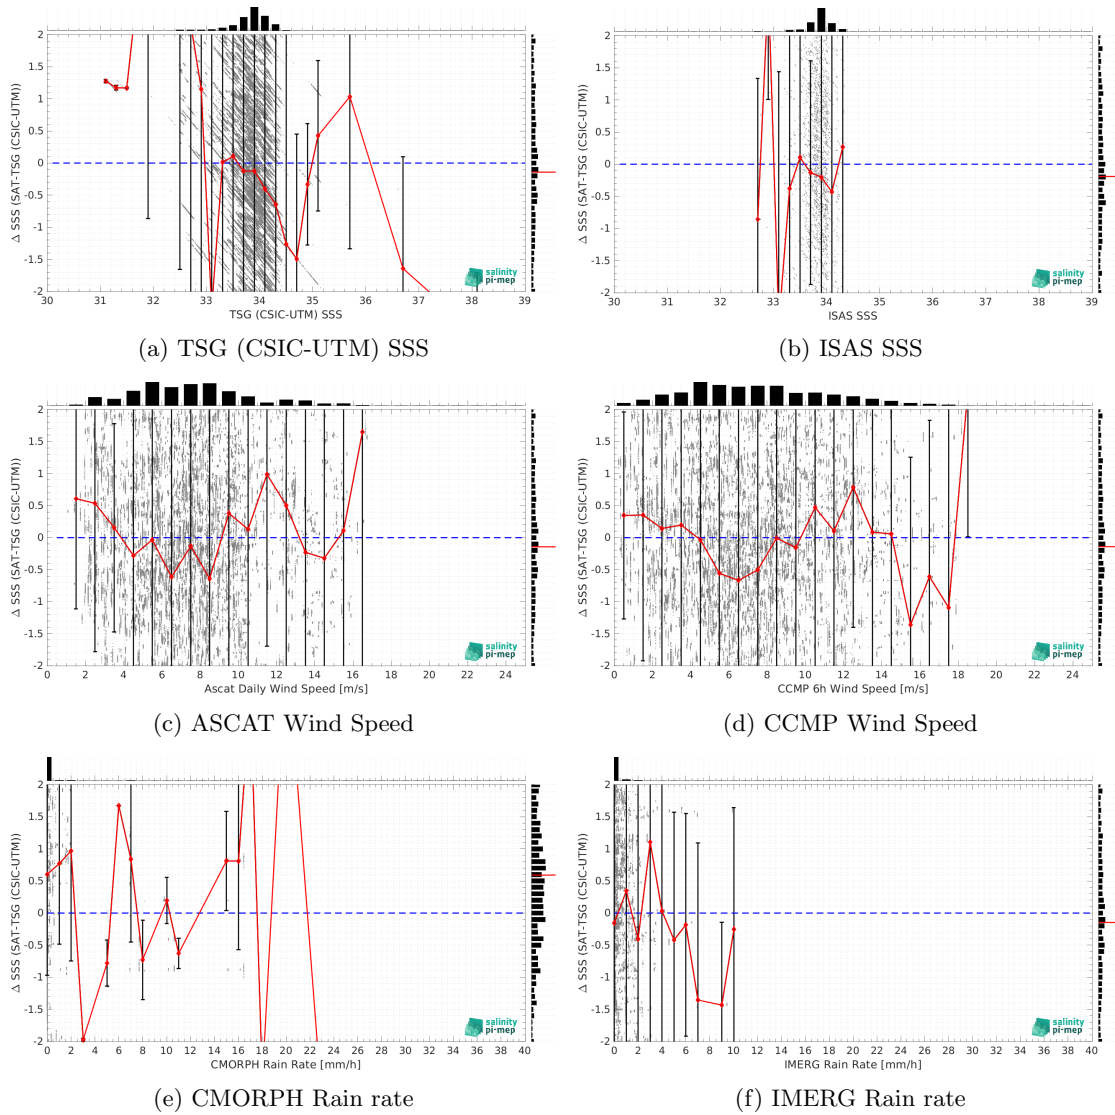 2
1.5
1
0.5
0
-0.5
-1
-1.5
-2
Δ SSS (SAT-TSG (CSIC-UTM))
30 31 32 33 34 35 36 37 38 39
TSG (CSIC-UTM) SSS
salinity
pi-mep
(a) TSG (CSIC-UTM) SSS
2
1.5
1
0.5
0
-0.5
-1
-1.5
-2
Δ SSS (SAT-TSG (CSIC-UTM))
30 31 32 33 34 35 36 37 38 39
ISAS SSS
salinity
pi-mep
(b) ISAS SSS
2
1.5
1
0.5
0
-0.5
-1
-1.5
-2
Δ SSS (SAT-TSG (CSIC-UTM))
0 2 4 6 8 10 12 14 16 18 20 22 24
Ascat Daily Wind Speed [m/s]
salinity
pi-mep
(c) ASCAT Wind Speed
2
1.5
1
0.5
0
-0.5
-1
-1.5
-2
Δ SSS (SAT-TSG (CSIC-UTM))
0 2 4 6 8 10 12 14 16 18 20 22 24
CCMP 6h Wind Speed [m/s]
salinity
pi-mep
(d) CCMP Wind Speed
2
1.5
1
0.5
0
-0.5
-1
-1.5
-2
Δ SSS (SAT-TSG (CSIC-UTM))
0 2 4 6 8 10 12 14 16 18 20 22 24 26 28 30 32 34 36 38 40
CMORPH Rain Rate [mm/h]
salinity
pi-mep
(e) CMORPH Rain rate
2
1.5
1
0.5
0
-0.5
-1
-1.5
-2
Δ SSS (SAT-TSG (CSIC-UTM))
0 2 4 6 8 10 12 14 16 18 20 22 24 26 28 30 32 34 36 38 40
IMERG Rain Rate [mm/h]
salinity
pi-mep
(f) IMERG Rain rate